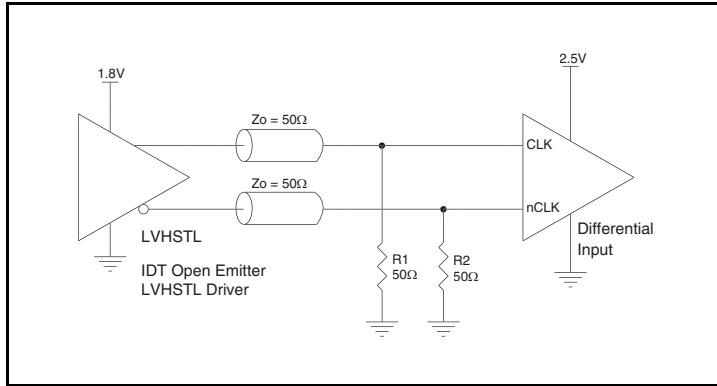 1.8V
2.5V
Zo = 50Ω
CLK
Zo = 50Ω
nCLK
LVHSTL
IDT Open Emitter
LVHSTL Driver
R1
50Ω
R2
50Ω
Differential
Input